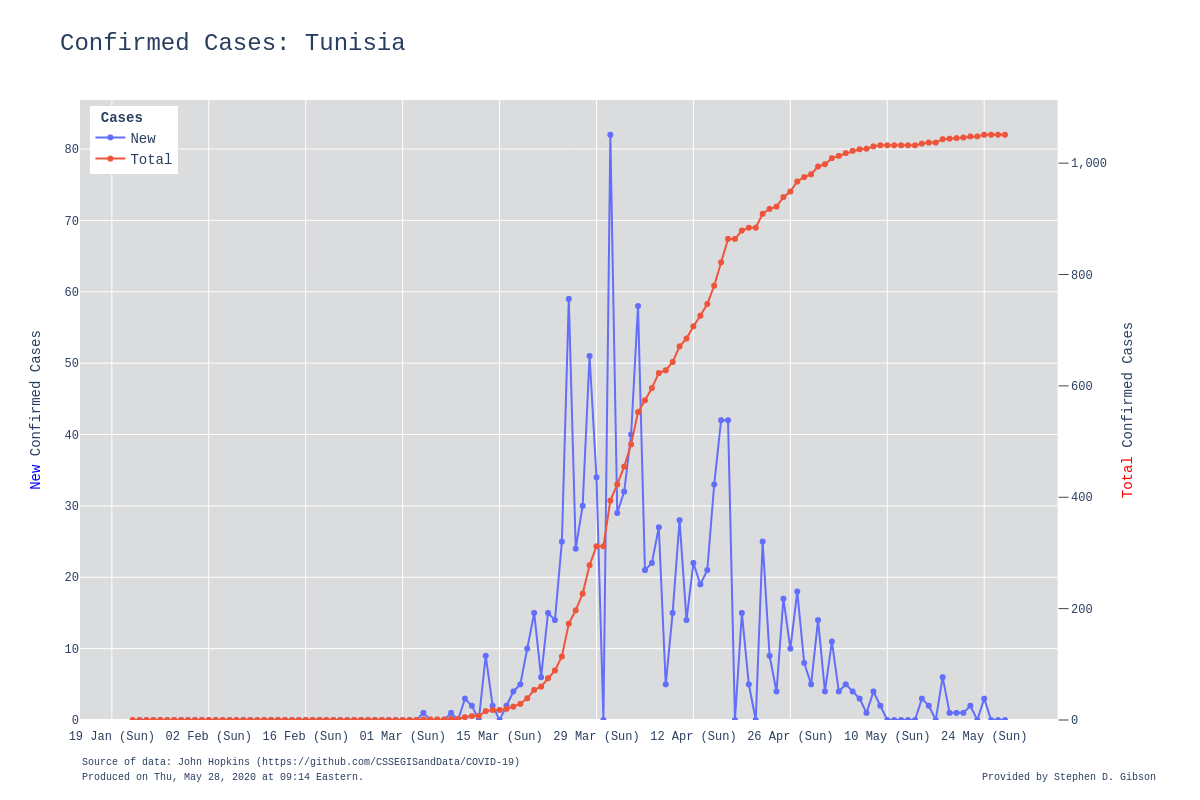 Confirmed Cases: Tunisia
Cases
New
Total
80
70
60
50
40
30
20
10
0
New Confirmed Cases
1,000
800
600
400
200
0
Total Confirmed Cases
19 Jan (Sun) 02 Feb (Sun) 16 Feb (Sun) 01 Mar (Sun) 15 Mar (Sun) 29 Mar (Sun) 12 Apr (Sun) 26 Apr (Sun) 10 May (Sun) 24 May (Sun)
Source of data: John Hopkins (https://github.com/CSSEGISandData/COVID-19)
Produced on Thu, May 28, 2020 at 09:14 Eastern.
Provided by Stephen D. Gibson